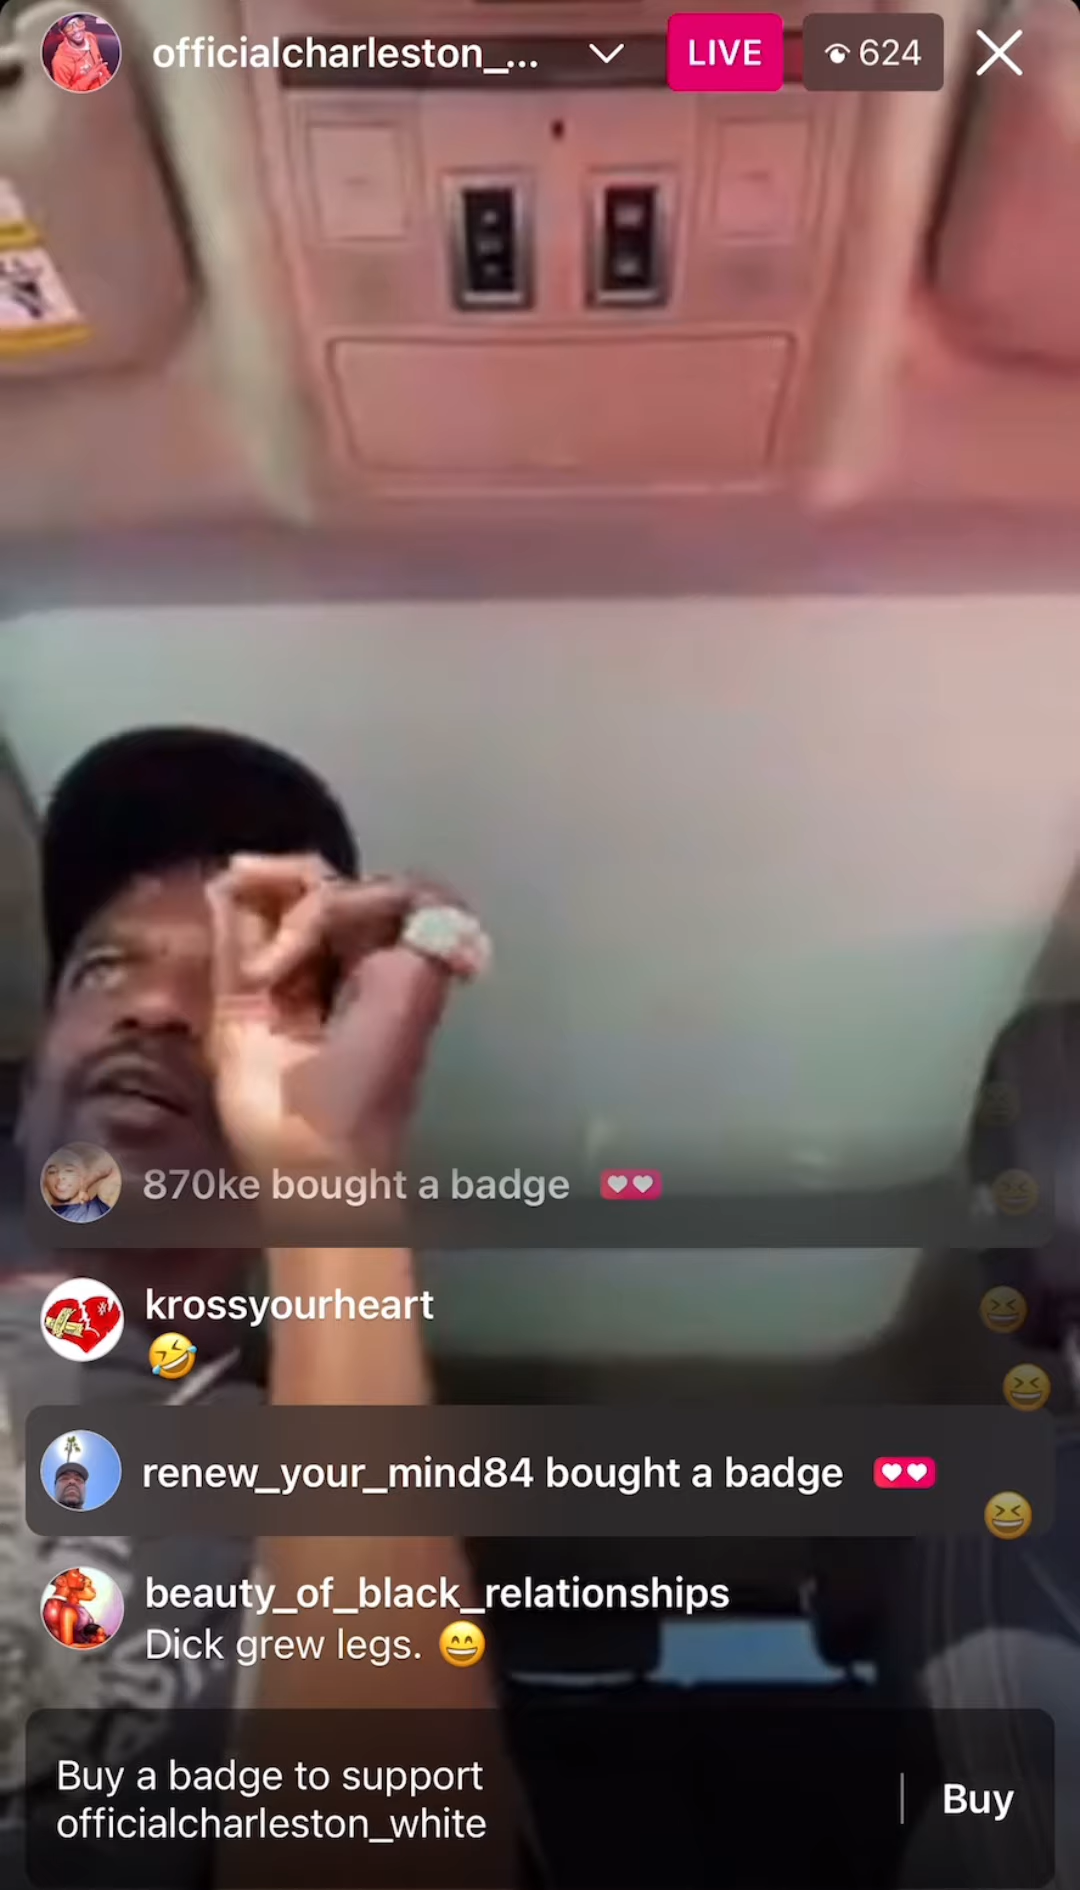 officialcharleston_...
LIVE
624
870ke bought a badge
krossyourheart
🤣
renew_your_mind84 bought a badge
beauty_of_black_relationships
Dick grew legs. 😄
Buy a badge to support
officialcharleston_white
Buy